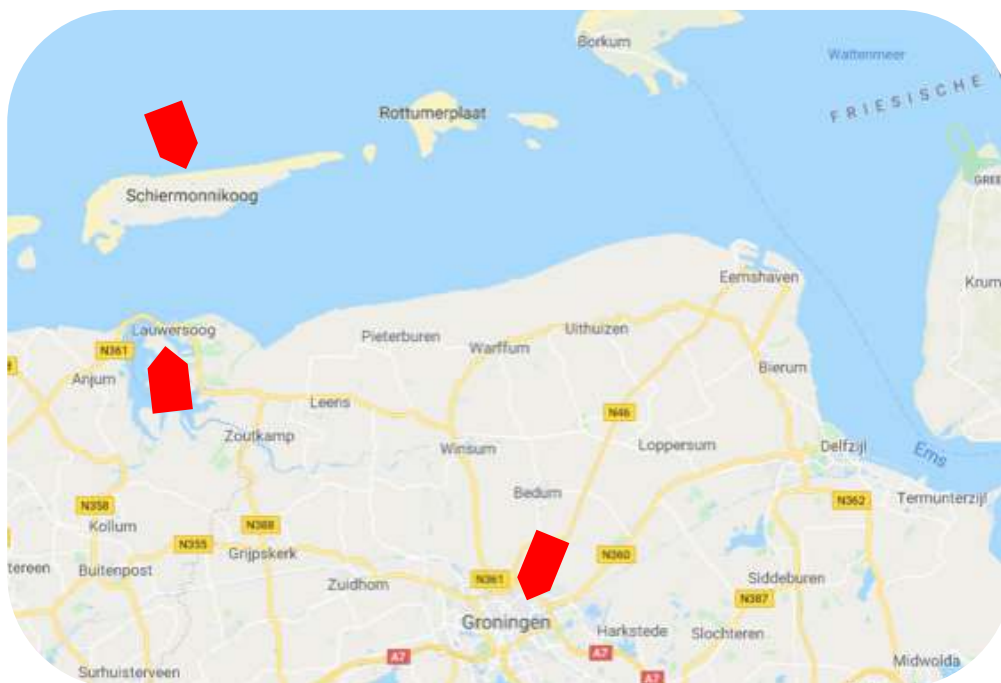 Borkum
Wattenmeer
FRIESISCHE
Rottumerplaat
GREE
Schiermonnikoog
Eemshaven
Krum
Lauwersoog
Uithuizen
Pieterburen
Warffum
N361
Anjum
Bierum
Leens
N46
Zoutkamp
Winsum
Loppersum
Delfzijl
Ems
Bedum
N358
N362
Termunterzijl
Kollum
N388
N355
Grijpskerk
N360
tereen
Buitenpost
Zuidhorn
N361
Siddeburen
N387
Groningen
Harkstede
Slochteren
A7
A7
A7
Midwolda
Surhuisterveen